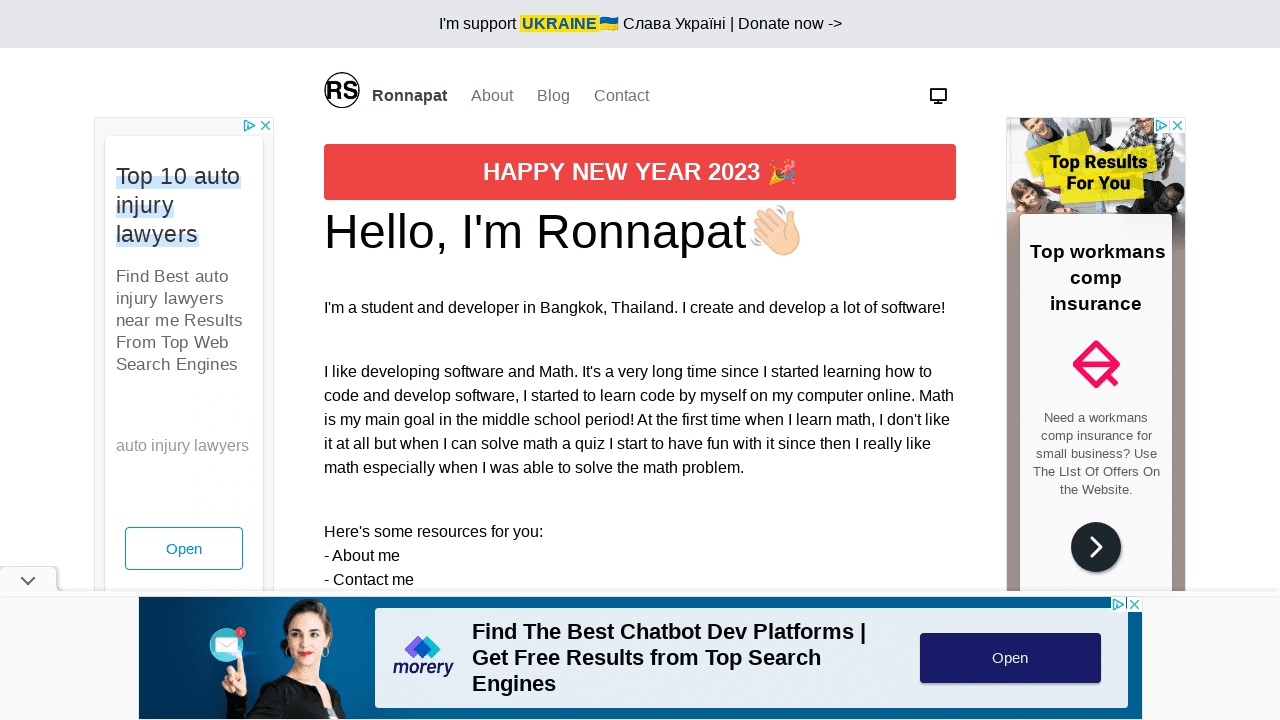 I'm support UKRAINE🇺🇦 Слава Україні | Donate now ->
RS
Ronnapat
About
Blog
Contact
Top 10 auto
injury
lawyers
Find Best auto
injury lawyers
near me Results
From Top Web
Search Engines
auto injury lawyers
Open
HAPPY NEW YEAR 2023 🎉
Hello, I'm Ronnapat👋🏼
I'm a student and developer in Bangkok, Thailand. I create and develop a lot of software!
I like developing software and Math. It's a very long time since I started learning how to
code and develop software, I started to learn code by myself on my computer online. Math
is my main goal in the middle school period! At the first time when I learn math, I don't like
it at all but when I can solve math a quiz I start to have fun with it since then I really like
math especially when I was able to solve the math problem.
Here's some resources for you:
- About me
- Contact me
Top Results
For You
Top workmans
comp
insurance
Need a workmans
comp insurance for
small business? Use
The LIst Of Offers On
the Website.
morery
Find The Best Chatbot Dev Platforms |
Get Free Results from Top Search
Engines
Open